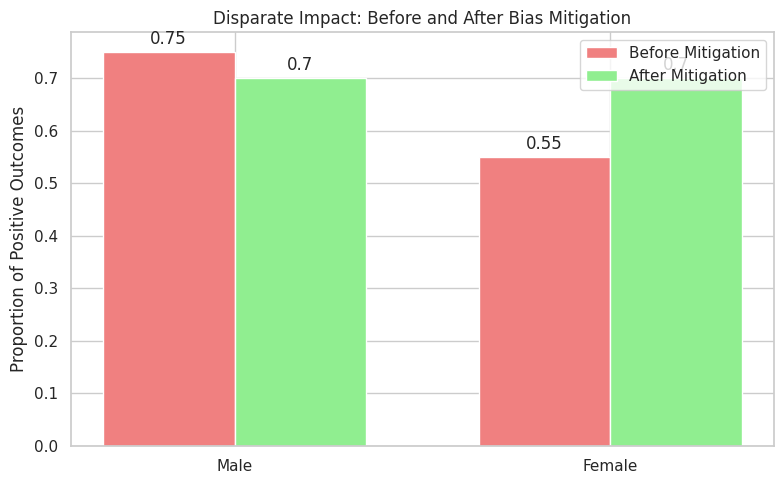 Disparate Impact: Before and After Bias Mitigation
0.75
0.7
0.55
0.7
Before Mitigation
After Mitigation
Proportion of Positive Outcomes
0.7
0.6
0.5
0.4
0.3
0.2
0.1
0.0
Male
Female